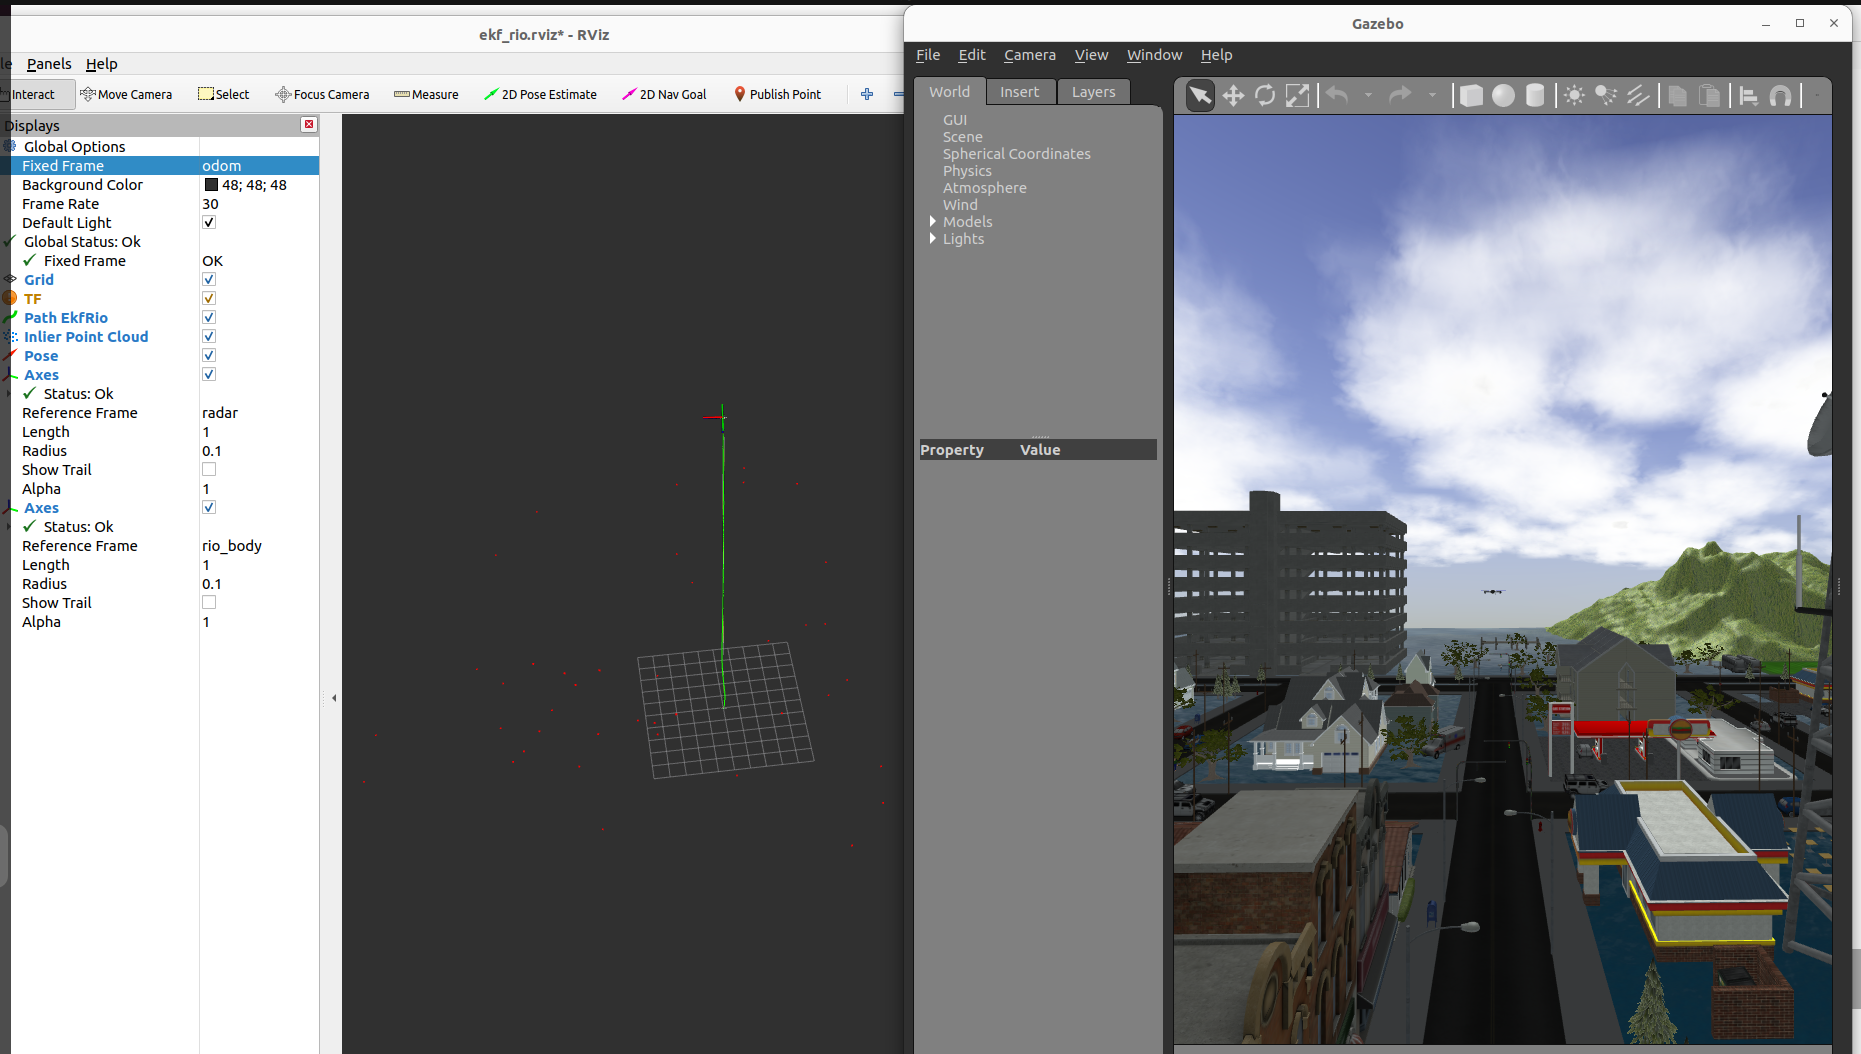 ekf_rio.rviz* - RViz
Panels Help
Interact Move Camera Select Focus Camera Measure 2D Pose Estimate 2D Nav Goal Publish Point
Displays
Global Options
Fixed Frame odom
Background Color 48; 48; 48
Frame Rate 30
Default Light
Global Status: Ok
Fixed Frame OK
Grid
TF
Path EkfRio
Inlier Point Cloud
Pose
Axes
Status: Ok
Reference Frame radar
Length 1
Radius 0.1
Show Trail
Alpha 1
Axes
Status: Ok
Reference Frame rio_body
Length 1
Radius 0.1
Show Trail
Alpha 1
Gazebo
File Edit Camera View Window Help
World Insert Layers
GUI
Scene
Spherical Coordinates
Physics
Atmosphere
Wind
Models
Lights
Property Value